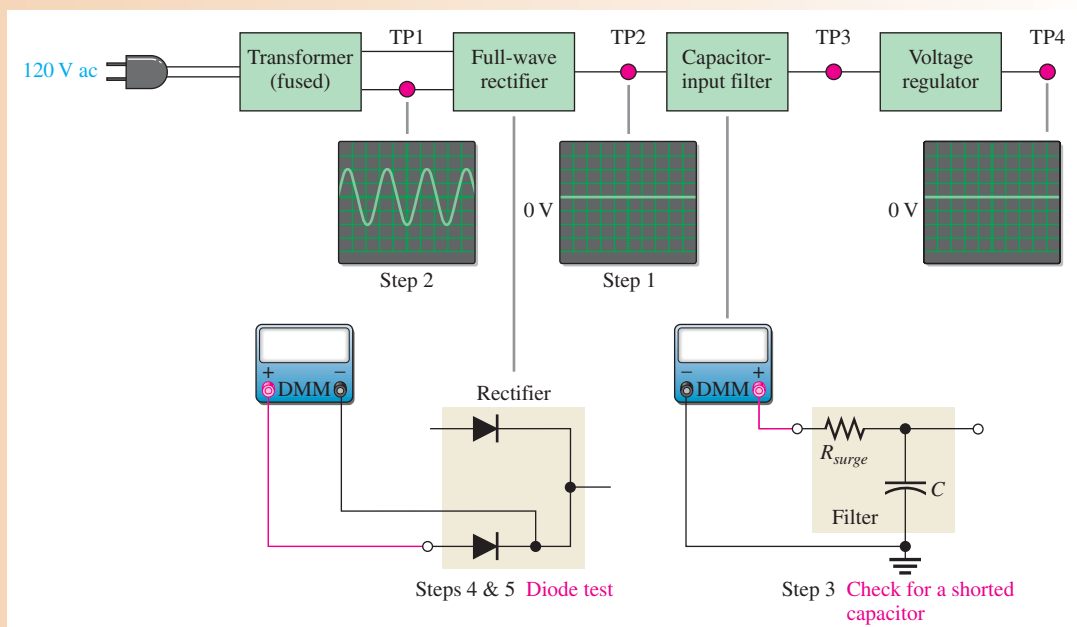 120 V ac
Transformer
(fused)
TP1
Full-wave
rectifier
TP2
Capacitor-
input filter
TP3
Voltage
regulator
TP4
Step 2
0 V
Step 1
0 V
+ −
DMM
Rectifier
Steps 4 & 5 Diode test
− +
DMM
Rsurge
C
Filter
Step 3 Check for a shorted
capacitor